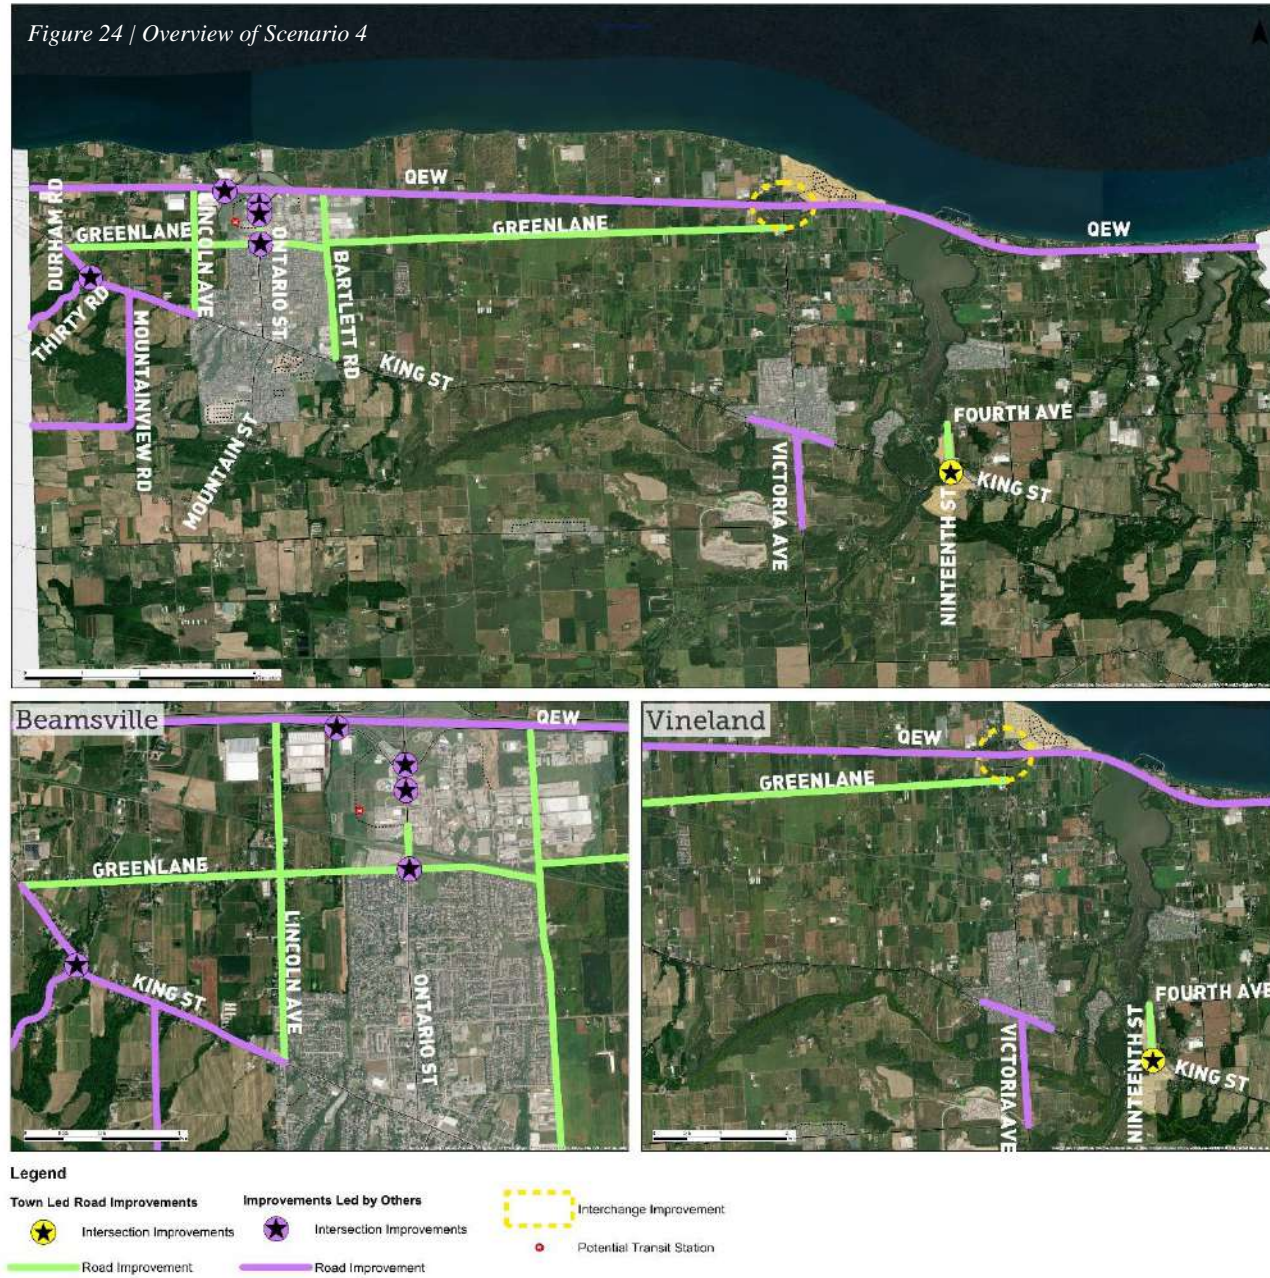 Figure 24 | Overview of Scenario 4
QEW
QEW
DURHAM RD
GREENLANE
LINCOLN AVE
ONTARIO ST
GREENLANE
BARTLETT RD
THIRTY RD
MOUNTAINVIEW RD
KING ST
MOUNTAIN ST
FOURTH AVE
VICTORIA AVE
KING ST
NINTEENTH ST
Beamsville
QEW
GREENLANE
LINCOLN AVE
KING ST
ONTARIO ST
Vineland
QEW
GREENLANE
FOURTH AVE
VICTORIA AVE
NINTEENTH ST
KING ST
Legend
Town Led Road Improvements
Intersection Improvements
Road Improvement
Improvements Led by Others
Intersection Improvements
Road Improvement
Interchange Improvement
Potential Transit Station